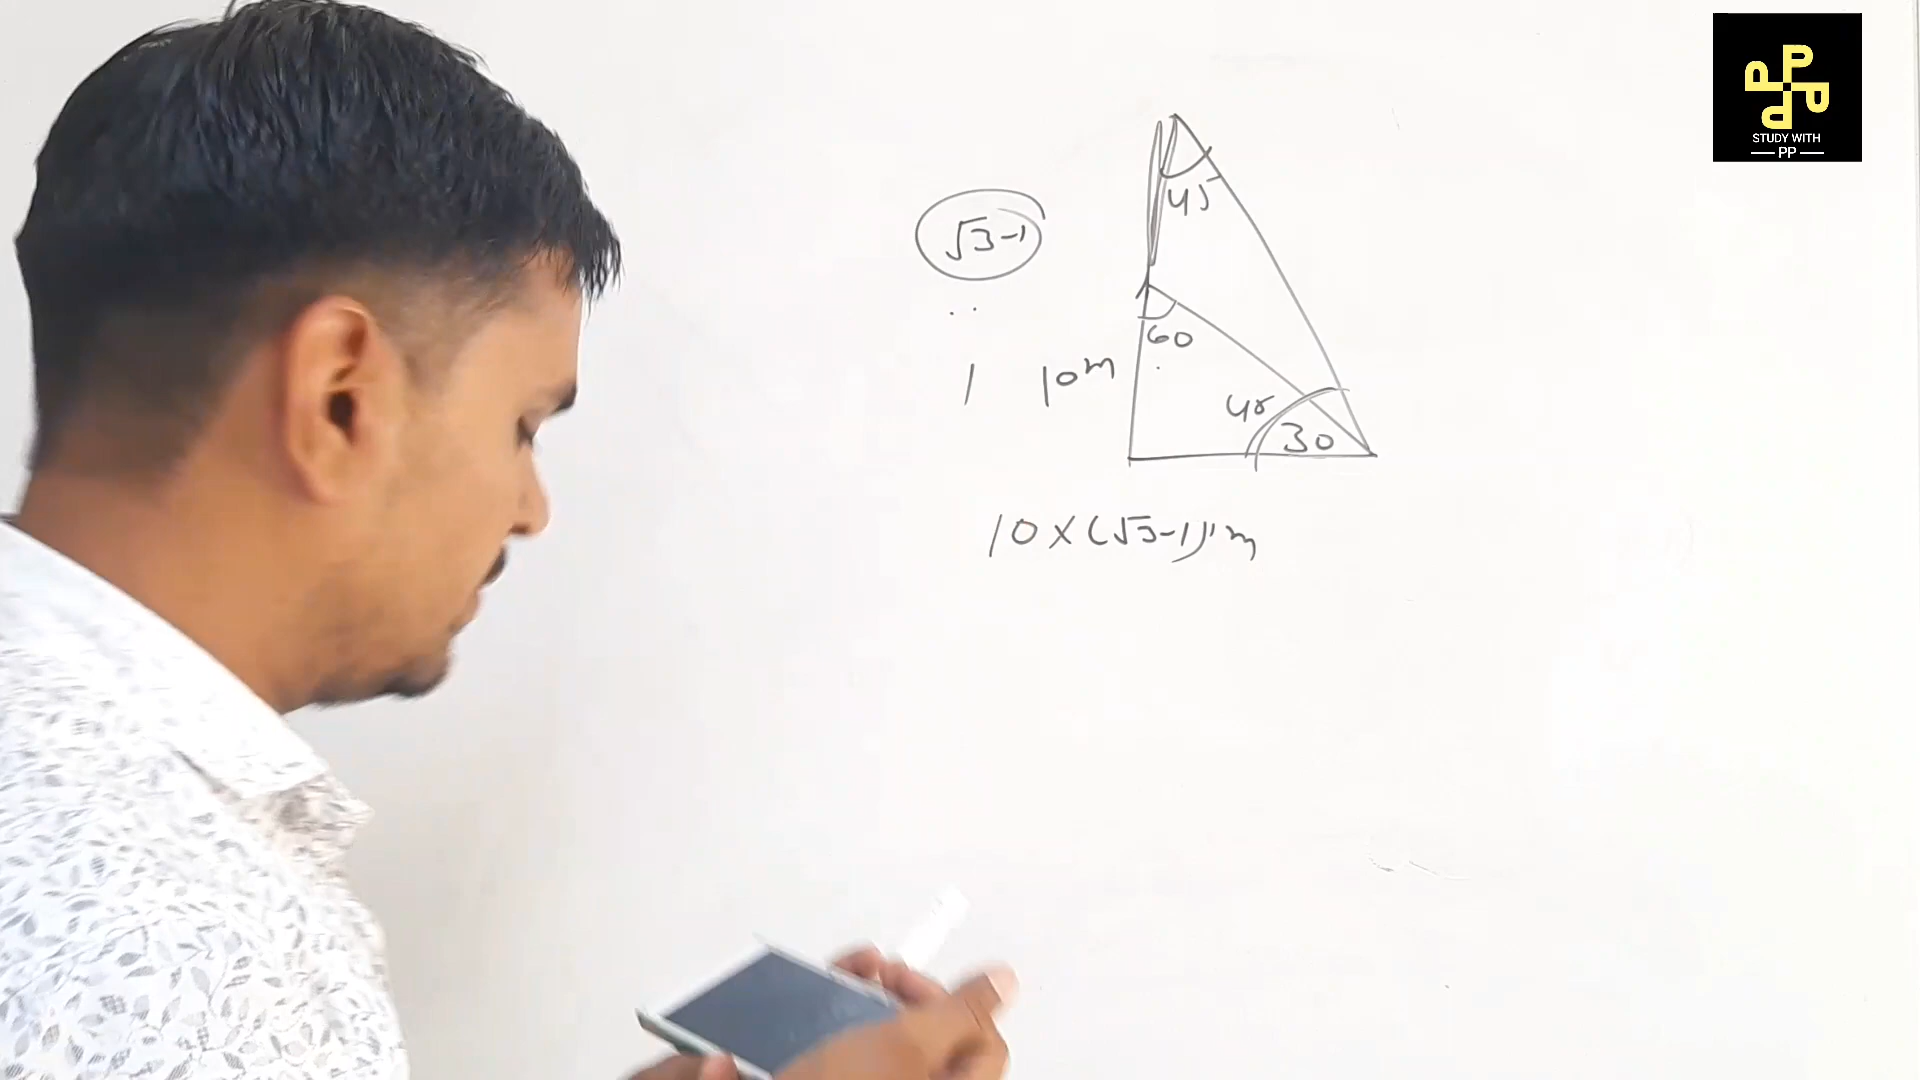 P P P P
STUDY WITH
PP
45
√3-1
60
1 10m
45
30
10×(√3-1)m